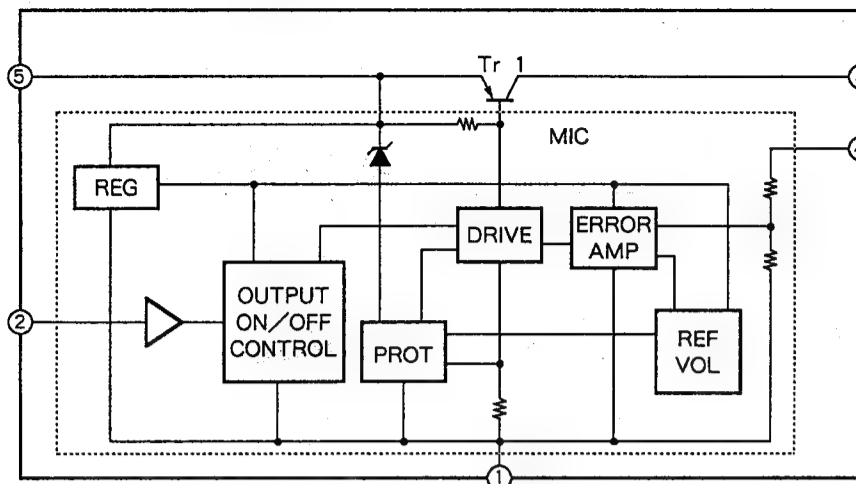 5
Tr 1
MIC
REG
DRIVE
ERROR
AMP
2
OUTPUT
ON/OFF
CONTROL
PROT
REF
VOL
1